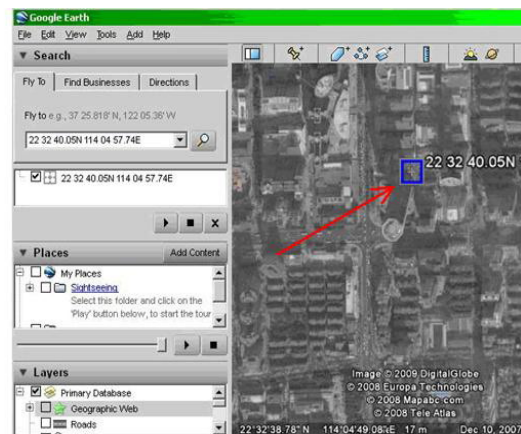 Google Earth
File Edit View Tools Add Help
Search
Fly To Find Businesses Directions
Fly to e.g., 37 25.818' N, 122 05.36' W
22 32 40.05N 114 04 57.74E
22 32 40.05N 114 04 57.74E
Places Add Content
My Places
Sightseeing
Select this folder and click on the
'Play' button below, to start the tour
Layers
Primary Database
Geographic Web
Roads
22 32 40.05N
Image © 2009 DigitalGlobe
© 2008 Europa Technologies
© 2008 Mapabc.com
© 2008 Tele Atlas
22°32'38.78" N 114°04'49.08" E 17 m Dec 10, 2007